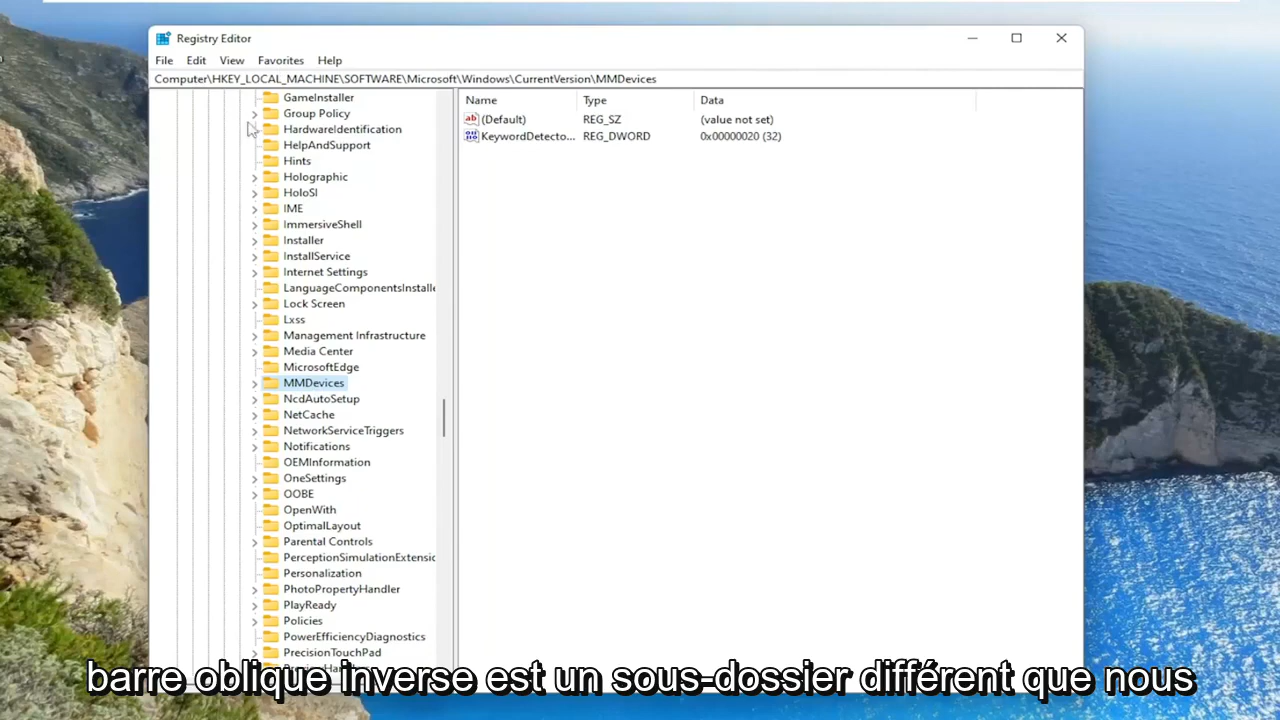 Registry Editor
File Edit View Favorites Help
Computer\HKEY_LOCAL_MACHINE\SOFTWARE\Microsoft\Windows\CurrentVersion\MMDevices
Name Type Data
GameInstaller
Group Policy
HardwareIdentification
HelpAndSupport
Hints
Holographic
HoloSI
IME
ImmersiveShell
Installer
InstallService
Internet Settings
LanguageComponentsInstalle
Lock Screen
Lxss
Management Infrastructure
Media Center
MicrosoftEdge
MMDevices
NcdAutoSetup
NetCache
NetworkServiceTriggers
Notifications
OEMInformation
OneSettings
OOBE
OpenWith
OptimalLayout
Parental Controls
PerceptionSimulationExtensic
Personalization
PhotoPropertyHandler
PlayReady
Policies
PowerEfficiencyDiagnostics
PrecisionTouchPad
(Default) REG_SZ (value not set)
KeywordDetecto... REG_DWORD 0x00000020 (32)
barre oblique inverse est un sous-dossier différent que nous